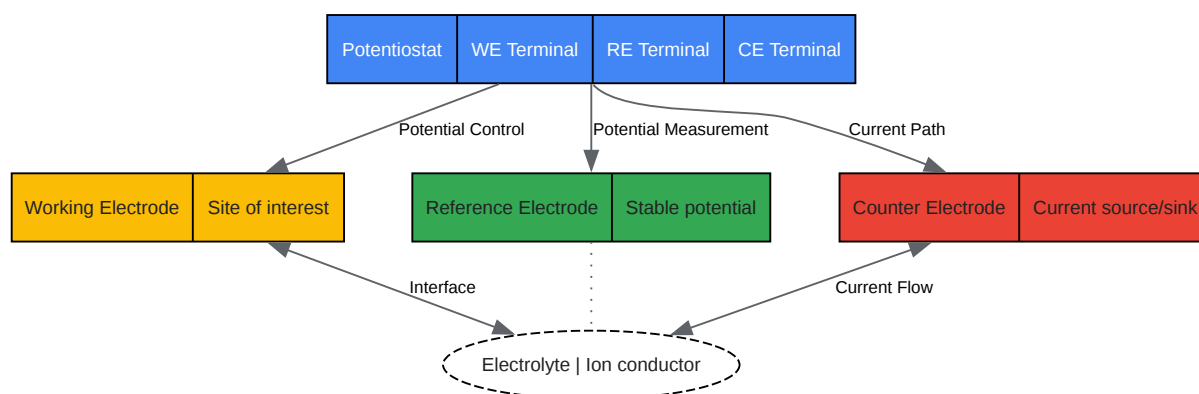 Potentiostat WE Terminal RE Terminal CE Terminal
Potential Control Potential Measurement Current Path
Working Electrode Site of interest Reference Electrode Stable potential Counter Electrode Current source/sink
Interface Current Flow
Electrolyte | Ion conductor